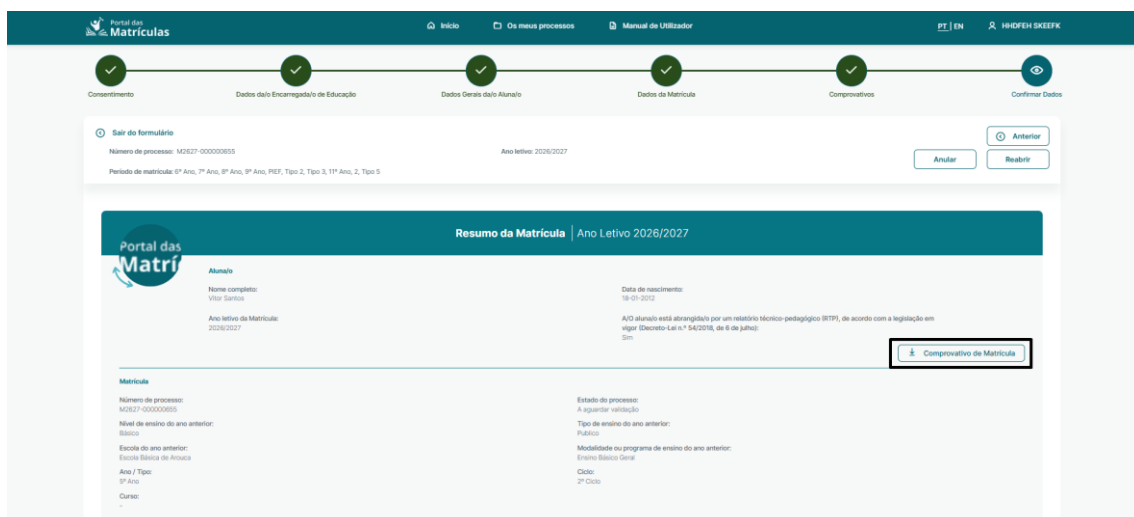 Portal das
Matrículas
Início
Os meus processos
Manual de Utilizador
PT | EN
HHDFEH SKEEFK
Consentimento
Dados da/o Encarregada/o de Educação
Dados Gerais da/o Aluna/o
Dados da Matrícula
Comprovativos
Confirmar Dados
Sair do formulário
Anterior
Número de processo: M2627-000000655
Ano letivo: 2026/2027
Anular
Reabrir
Período de matrícula: 6º Ano, 7º Ano, 8º Ano, 9º Ano, PIEF, Tipo 2, Tipo 3, 11º Ano, 2, Tipo 5
Resumo da Matrícula | Ano Letivo 2026/2027
Portal das
Matrí
Aluna/o
Nome completo:
Vitor Santos
Data de nascimento:
18-01-2012
Ano letivo da Matrícula:
2026/2027
A/O aluna/o está abrangida/o por um relatório técnico-pedagógico (RTP), de acordo com a legislação em
vigor (Decreto-Lei n.º 54/2018, de 6 de julho):
Sim
Comprovativo de Matrícula
Matrícula
Número de processo:
M2627-000000655
Estado do processo:
A aguardar validação
Nível de ensino do ano anterior:
Básico
Tipo de ensino do ano anterior:
Publico
Escola do ano anterior:
Escola Básica de Arouca
Modalidade ou programa de ensino do ano anterior:
Ensino Básico Geral
Ano / Tipo:
5º Ano
Ciclo:
2º Ciclo
Curso:
-